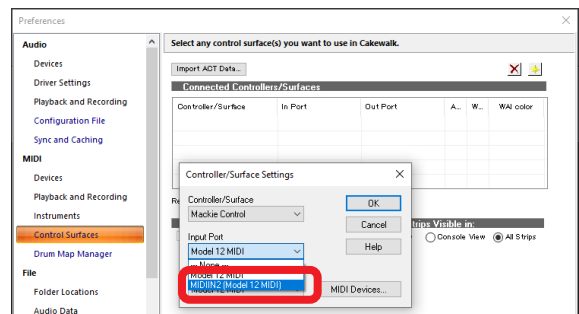 Preferences
Audio
Devices
Driver Settings
Playback and Recording
Configuration File
Sync and Caching
MIDI
Devices
Playback and Recording
Instruments
Control Surfaces
Drum Map Manager
File
Folder Locations
Audio Data
Select any control surface(s) you want to use in Cakewalk.
Import ACT Data...
Connected Controllers/Surfaces
Controller/Surface In Port Out Port A... W... WAI color
Controller/Surface Settings
Controller/Surface
Mackie Control
Input Port
Model 12 MIDI
--- None ---
Model 12 MIDI
MIDIIN2 (Model 12 MIDI)
Model 12 MIDI
OK
Cancel
Help
MIDI Devices...
Strips Visible in:
Console View All Strips